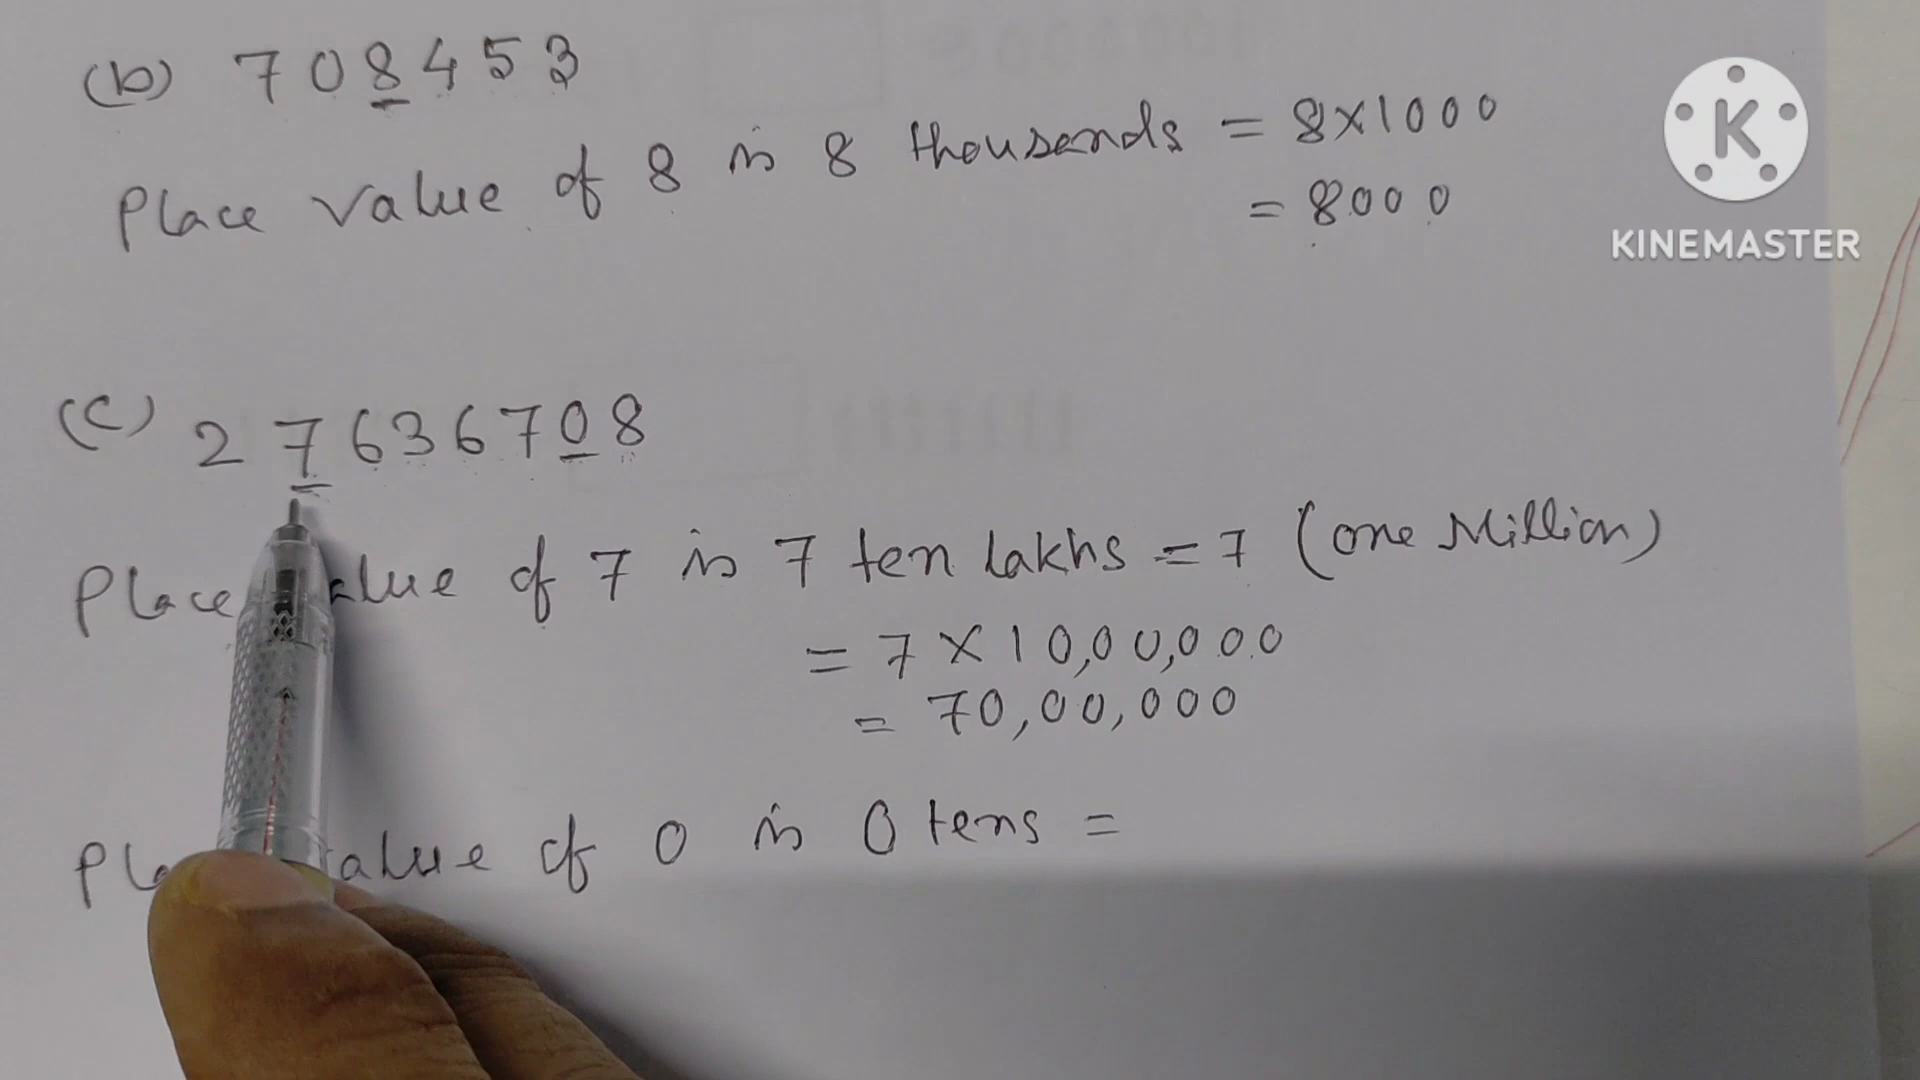 (b) 708453
Place value of 8 is 8 thousands = 8×1000
= 8000
KINEMASTER
(c) 27636708
Place value of 7 is 7 ten lakhs = 7 (one Million)
= 7 × 10,00,000
= 70,00,000
value of 0 is 0 tens =